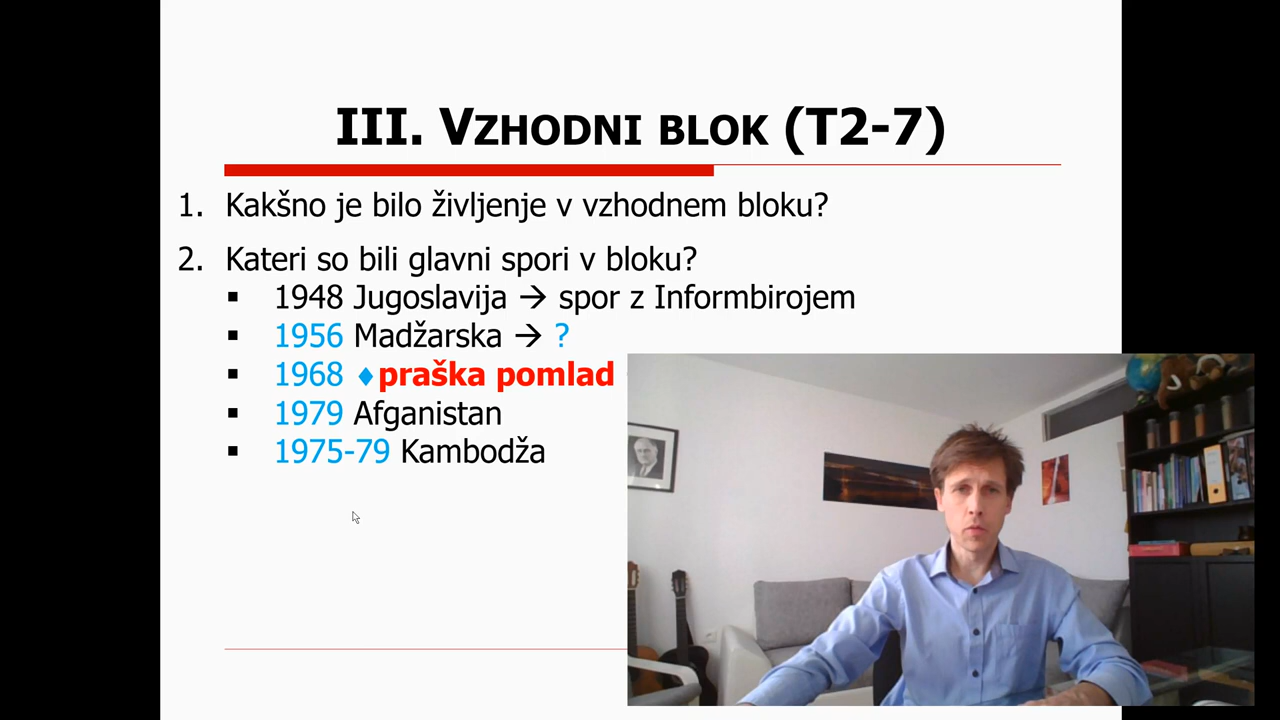 III. VZHODNI BLOK (T2-7)
1. Kakšno je bilo življenje v vzhodnem bloku?
2. Kateri so bili glavni spori v bloku?
▪ 1948 Jugoslavija → spor z Informbirojem
▪ 1956 Madžarska → ?
▪ 1968 ♦praška pomlad
▪ 1979 Afganistan
▪ 1975-79 Kambodža